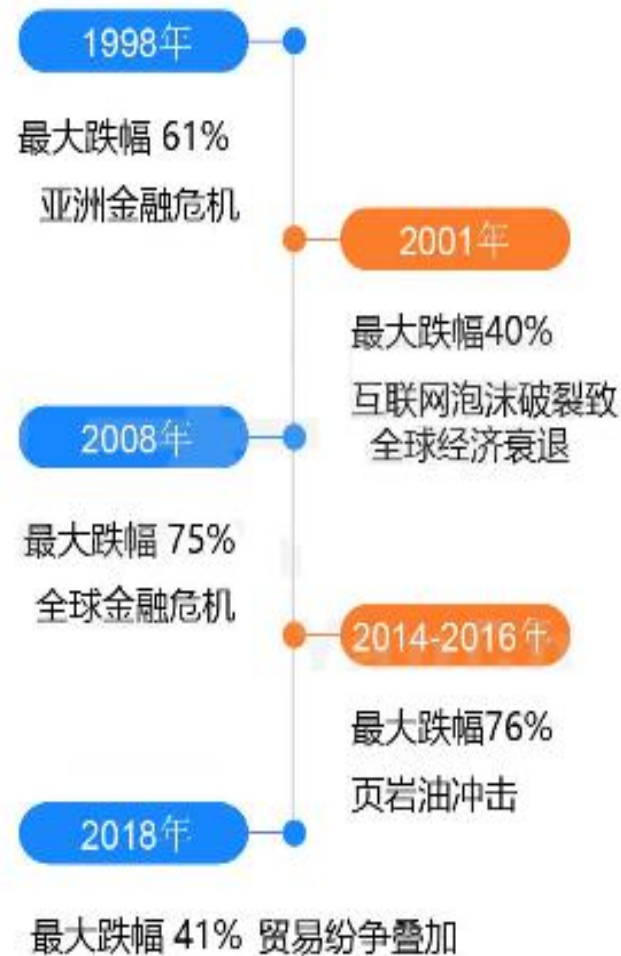 1998年
最大跌幅 61%
亚洲金融危机
2001年
最大跌幅40%
互联网泡沫破裂致
全球经济衰退
2008年
最大跌幅 75%
全球金融危机
2014-2016年
最大跌幅76%
页岩油冲击
2018年
最大跌幅 41% 贸易纷争叠加